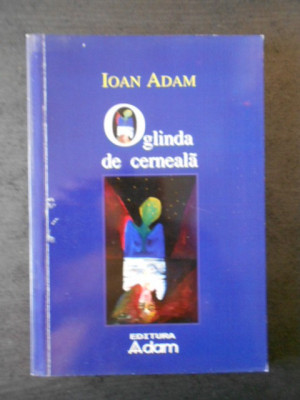 IOAN ADAM
Oglinda
de cerneală
EDITURA
Adam